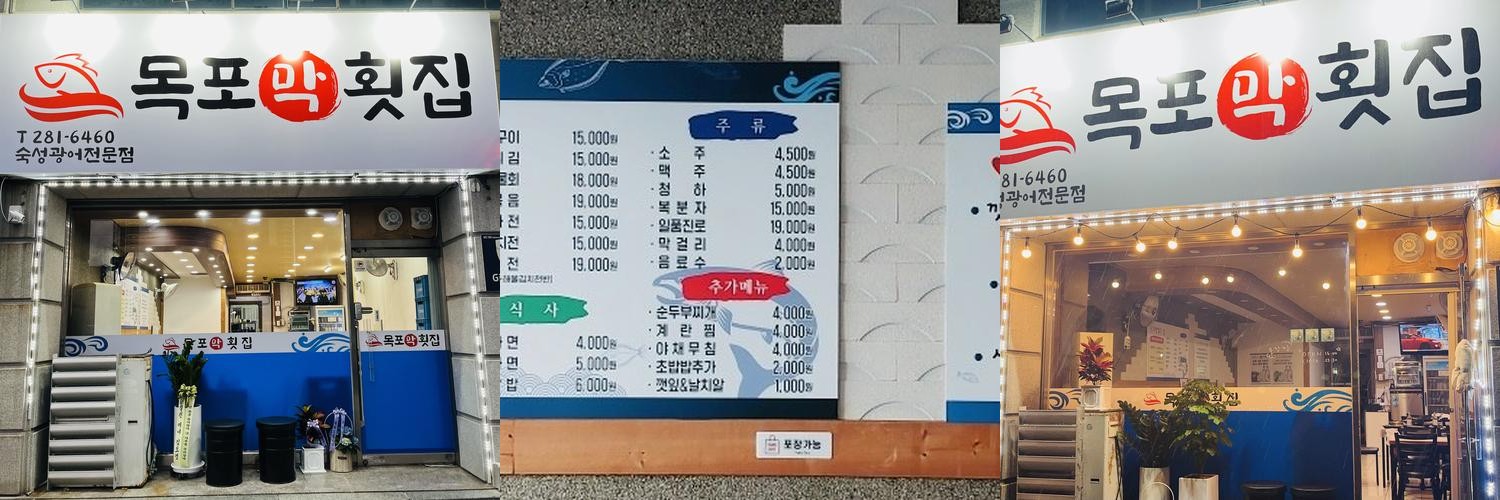 목포막횟집
T 281-6460
숙성광어전문점
목포막횟집
목포막횟집
구이 15,000원
15,000원
18,000원
19,000원
전 15,000원
15,000원
전 19,000원
식 사
면 4,000원
면 5,000원
밥 6,000원
주 류
· 소 주 4,500원
· 맥 주 4,500원
· 청 하 5,000원
· 복 분 자 15,000원
· 일품진로 19,000원
· 막 걸 리 4,000원
· 음 료 수 2,000원
추가메뉴
· 순두부찌개 4,000원
· 계 란 찜 4,000원
· 야 채 무 침 4,000원
· 초밥밥추가 2,000원
· 깻잎&날치알 1,000원
포장가능
목포막횟집
81-6460
광어전문점
횟집